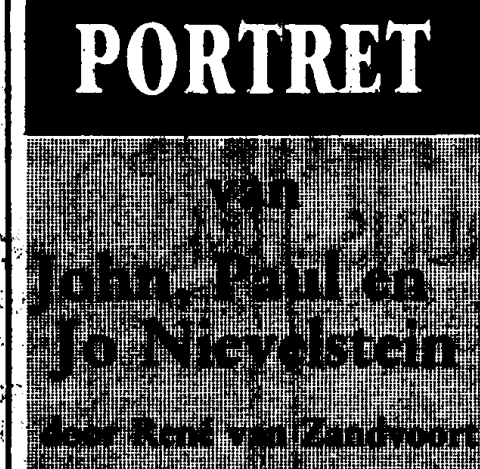 PORTRET
van
John, Paul en
Jo Nievelstein
door René van Zandvoort